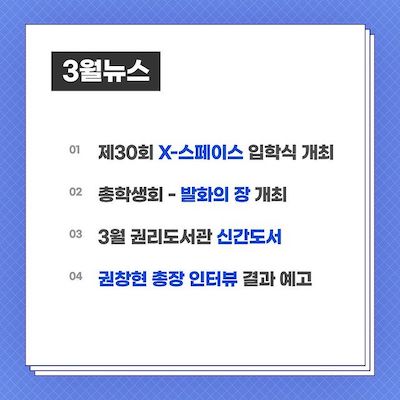 3월뉴스
01 제30회 X-스페이스 입학식 개최
02 총학생회 - 발화의 장 개최
03 3월 권리도서관 신간도서
04 권창현 총장 인터뷰 결과 예고